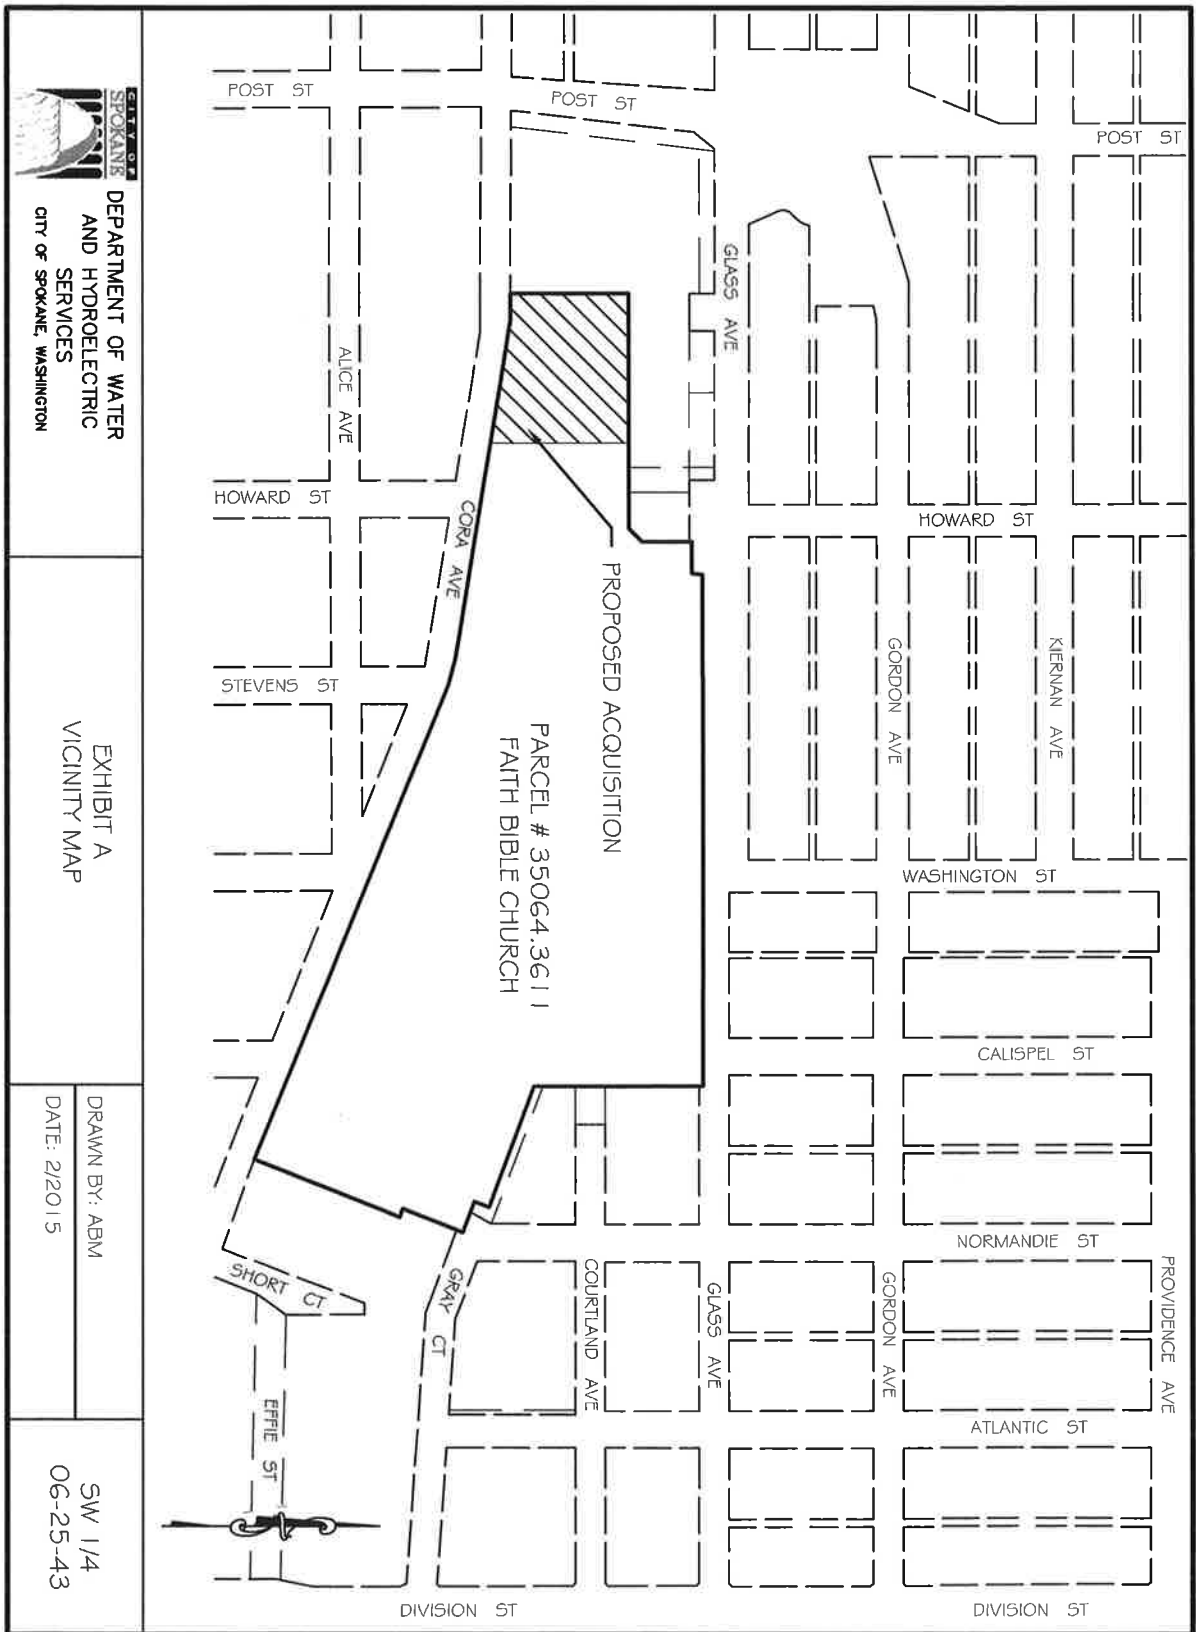 POST ST
POST ST
POST ST
GLASS AVE
ALICE AVE
HOWARD ST
HOWARD ST
CORA AVE
PROPOSED ACQUISITION
PARCEL # 35064.3611
FAITH BIBLE CHURCH
GORDON AVE
KIERNAN AVE
STEVENS ST
WASHINGTON ST
CALISPEL ST
NORMANDIE ST
SHORT CT
GRAY CT
COURTLAND AVE
GLASS AVE
GORDON AVE
PROVIDENCE AVE
EFFIE ST
ATLANTIC ST
DIVISION ST
DIVISION ST
CITY OF
SPOKANE
DEPARTMENT OF WATER
AND HYDROELECTRIC
SERVICES
CITY OF SPOKANE, WASHINGTON
EXHIBIT A
VICINITY MAP
DRAWN BY: ABM
DATE: 2/2015
SW 1/4
06-25-43